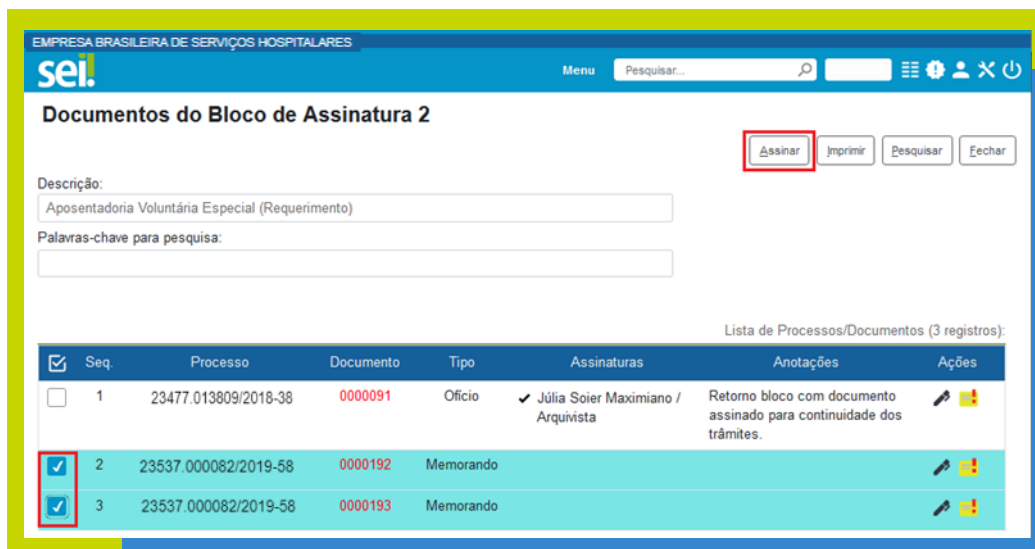 EMPRESA BRASILEIRA DE SERVIÇOS HOSPITALARES
sei!
Menu
Pesquisar...
Documentos do Bloco de Assinatura 2
Assinar
Imprimir
Pesquisar
Fechar
Descrição:
Aposentadoria Voluntária Especial (Requerimento)
Palavras-chave para pesquisa:
Lista de Processos/Documentos (3 registros):
Seq. Processo Documento Tipo Assinaturas Anotações Ações
1 23477.013809/2018-38 0000091 Ofício Júlia Soier Maximiano / Retorno bloco com documento
Arquivista assinado para continuidade dos
trâmites.
2 23537.000082/2019-58 0000192 Memorando
3 23537.000082/2019-58 0000193 Memorando